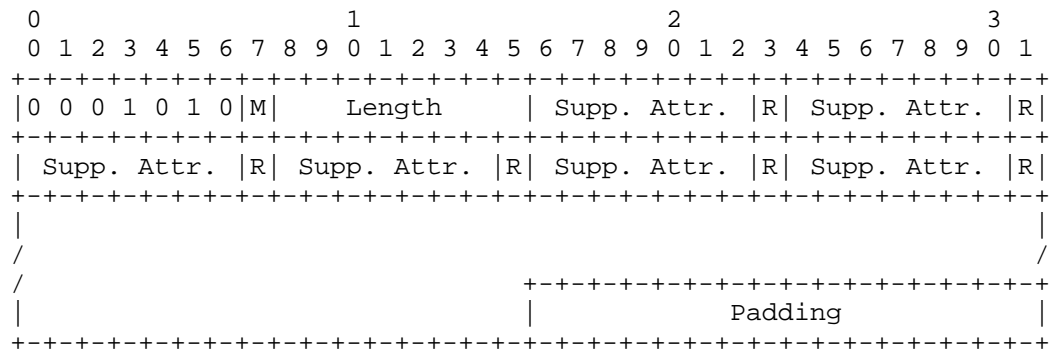 0                   1                   2                   3
 0 1 2 3 4 5 6 7 8 9 0 1 2 3 4 5 6 7 8 9 0 1 2 3 4 5 6 7 8 9 0 1
+-+-+-+-+-+-+-+-+-+-+-+-+-+-+-+-+-+-+-+-+-+-+-+-+-+-+-+-+-+-+-+-+
|0 0 0 1 0 1 0|M|    Length     | Supp. Attr. |R| Supp. Attr. |R|
+-+-+-+-+-+-+-+-+-+-+-+-+-+-+-+-+-+-+-+-+-+-+-+-+-+-+-+-+-+-+-+-+
| Supp. Attr. |R| Supp. Attr. |R| Supp. Attr. |R| Supp. Attr. |R|
+-+-+-+-+-+-+-+-+-+-+-+-+-+-+-+-+-+-+-+-+-+-+-+-+-+-+-+-+-+-+-+-+
|                                                               |
/                                                               /
/                               +-+-+-+-+-+-+-+-+-+-+-+-+-+-+-+-+
|                               |            Padding            |
+-+-+-+-+-+-+-+-+-+-+-+-+-+-+-+-+-+-+-+-+-+-+-+-+-+-+-+-+-+-+-+-+